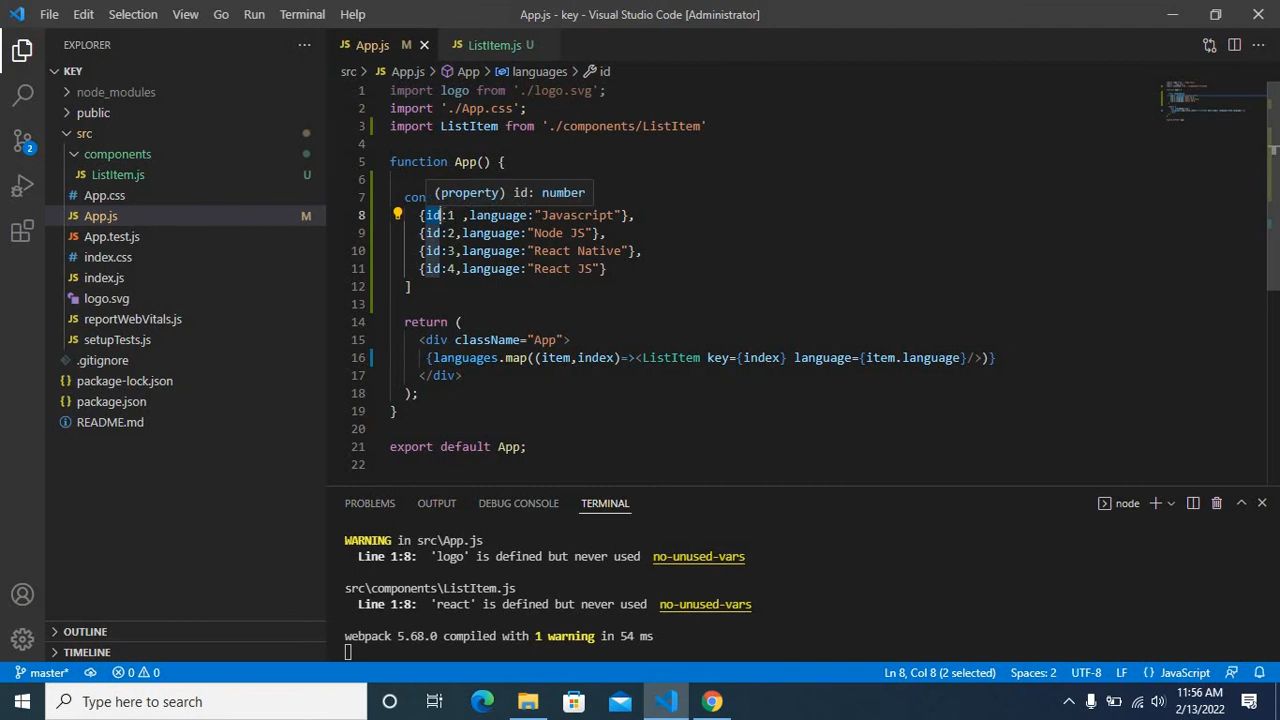 File Edit Selection View Go Run Terminal Help App.js - key - Visual Studio Code [Administrator]
EXPLORER
KEY
node_modules
public
src
components
ListItem.js U
App.css
App.js M
App.test.js
index.css
index.js
logo.svg
reportWebVitals.js
setupTests.js
.gitignore
package-lock.json
package.json
README.md
OUTLINE
TIMELINE
App.js M ListItem.js U
src App.js App languages id
1 import logo from './logo.svg';
2 import './App.css';
3 import ListItem from './components/ListItem'
4
5 function App() {
6
(property) id: number
7 con
8 {id:1 ,language:"Javascript"},
9 {id:2,language:"Node JS"},
10 {id:3,language:"React Native"},
11 {id:4,language:"React JS"}
12 ]
13
14 return (
15 <div className="App">
16 {languages.map((item,index)=><ListItem key={index} language={item.language}/>)}
17 </div>
18 );
19 }
20
21 export default App;
22
PROBLEMS OUTPUT DEBUG CONSOLE TERMINAL node
WARNING in src\App.js
Line 1:8: 'logo' is defined but never used no-unused-vars
src\components\ListItem.js
Line 1:8: 'react' is defined but never used no-unused-vars
webpack 5.68.0 compiled with 1 warning in 54 ms
2
master* 0 0 Ln 8, Col 8 (2 selected) Spaces: 2 UTF-8 LF JavaScript
Type here to search
11:56 AM
2/13/2022